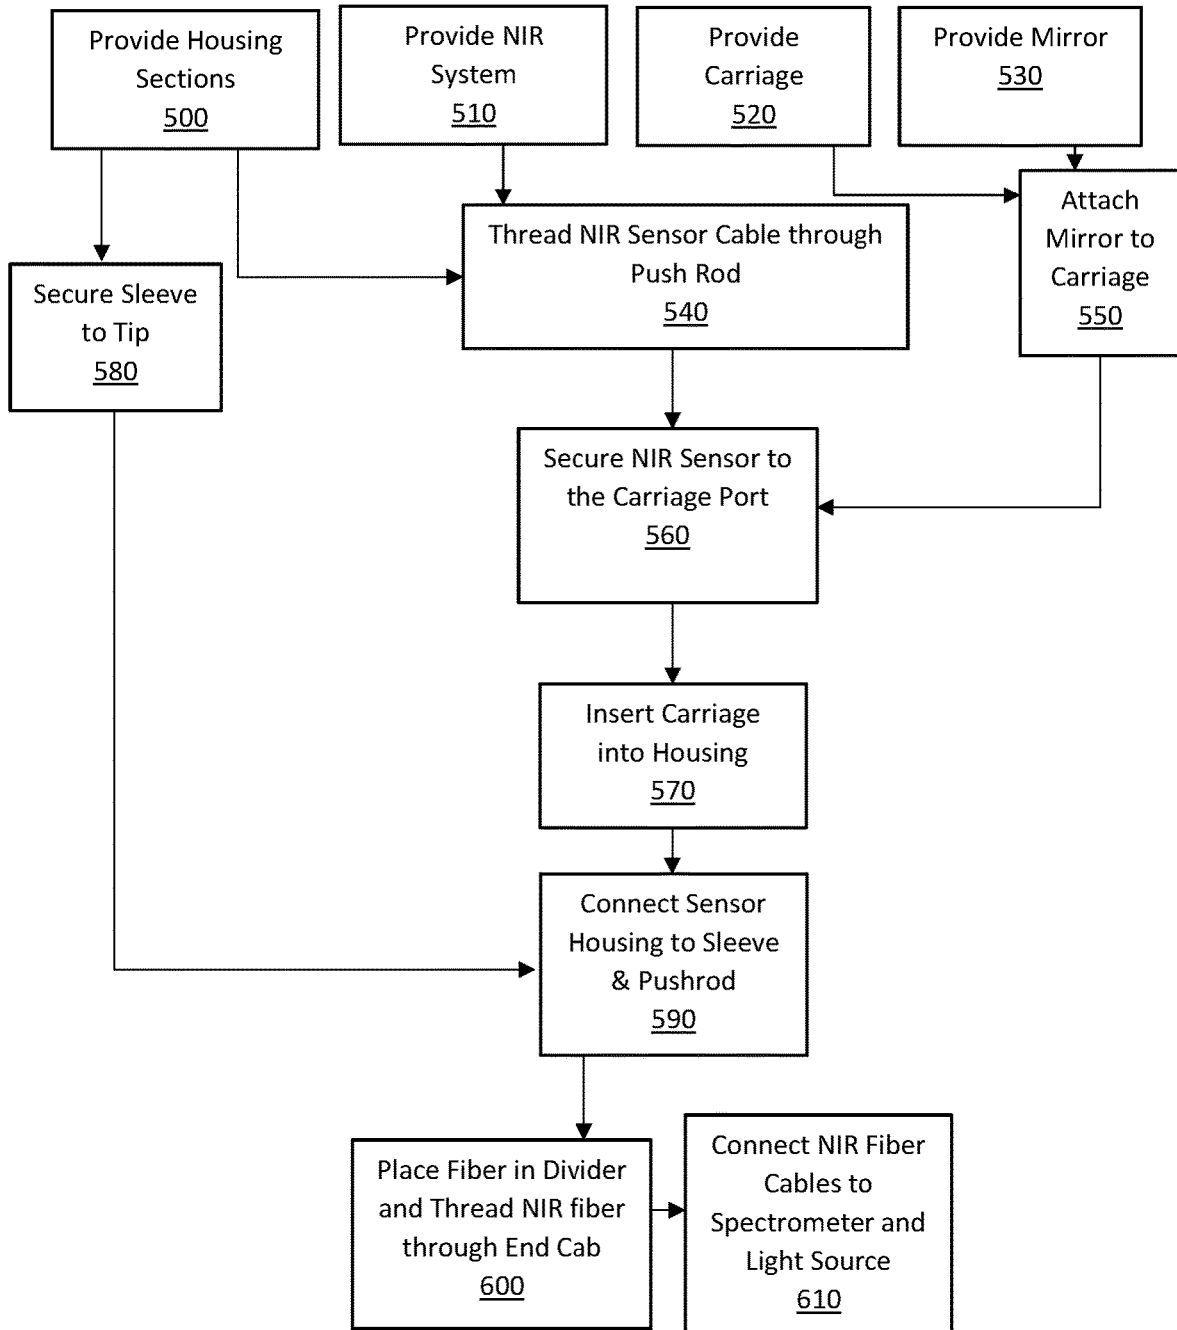 Provide Housing
Sections
500
Provide NIR
System
510
Provide
Carriage
520
Provide Mirror
530
Thread NIR Sensor Cable through
Push Rod
540
Attach
Mirror to
Carriage
550
Secure Sleeve
to Tip
580
Secure NIR Sensor to
the Carriage Port
560
Insert Carriage
into Housing
570
Connect Sensor
Housing to Sleeve
& Pushrod
590
Place Fiber in Divider
and Thread NIR fiber
through End Cab
600
Connect NIR Fiber
Cables to
Spectrometer and
Light Source
610